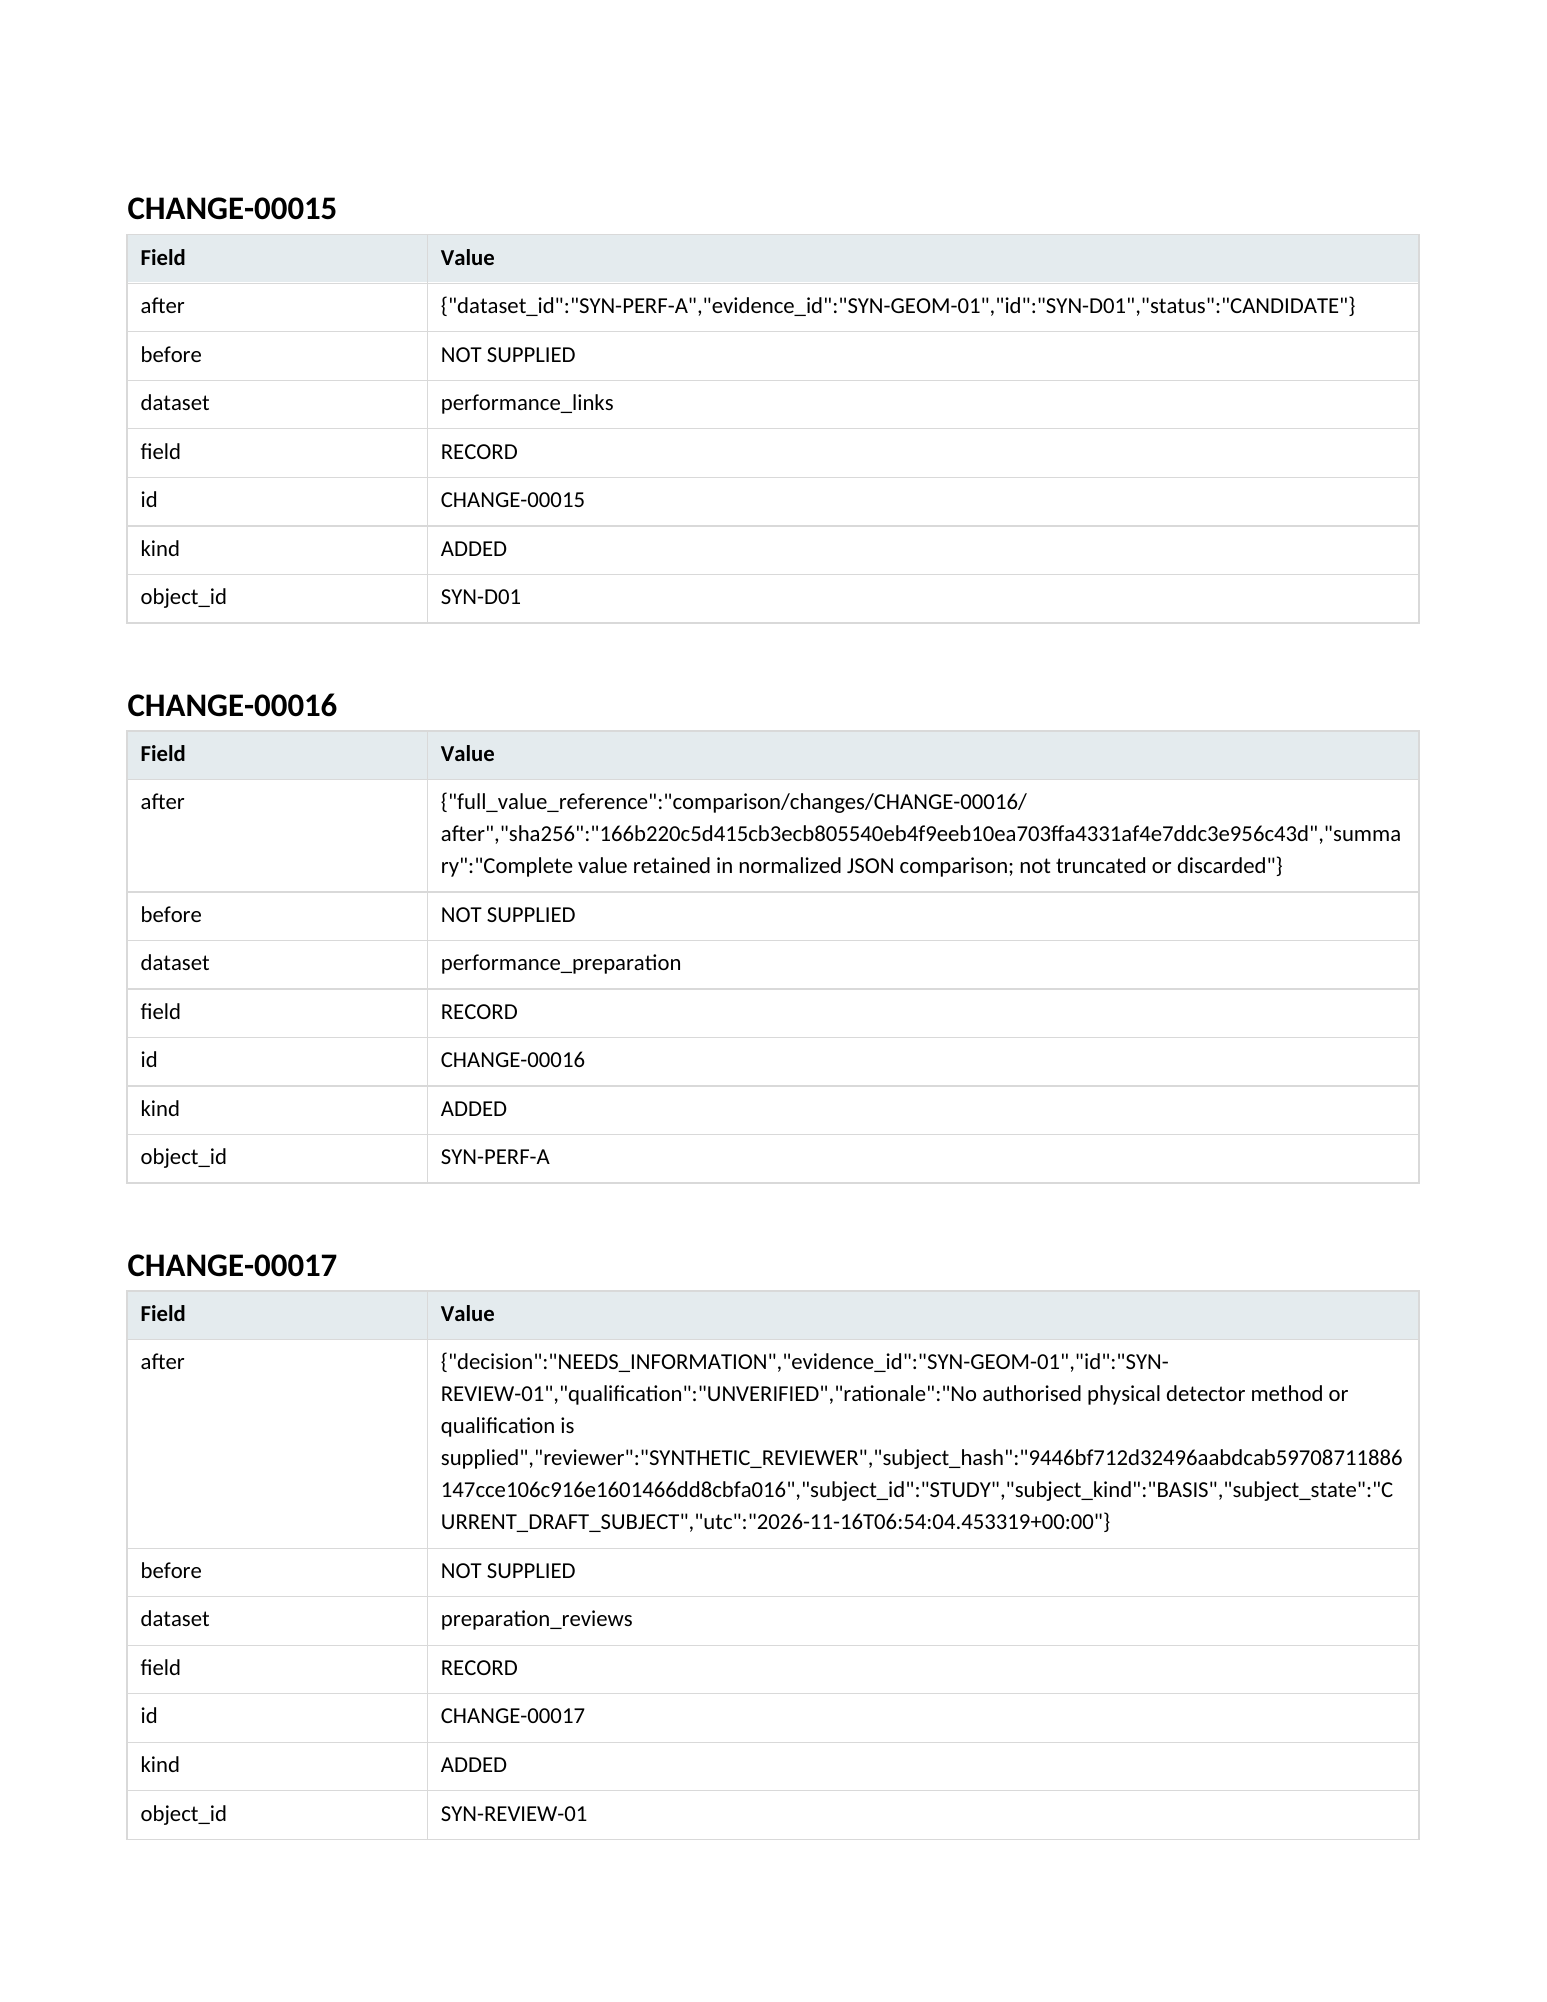 CHANGE-00015
Field Value
after {"dataset_id":"SYN-PERF-A","evidence_id":"SYN-GEOM-01","id":"SYN-D01","status":"CANDIDATE"}
before NOT SUPPLIED
dataset performance_links
field RECORD
id CHANGE-00015
kind ADDED
object_id SYN-D01
CHANGE-00016
Field Value
after {"full_value_reference":"comparison/changes/CHANGE-00016/
after","sha256":"166b220c5d415cb3ecb805540eb4f9eeb10ea703ffa4331af4e7ddc3e956c43d","summa
ry":"Complete value retained in normalized JSON comparison; not truncated or discarded"}
before NOT SUPPLIED
dataset performance_preparation
field RECORD
id CHANGE-00016
kind ADDED
object_id SYN-PERF-A
CHANGE-00017
Field Value
after {"decision":"NEEDS_INFORMATION","evidence_id":"SYN-GEOM-01","id":"SYN-
REVIEW-01","qualification":"UNVERIFIED","rationale":"No authorised physical detector method or
qualification is
supplied","reviewer":"SYNTHETIC_REVIEWER","subject_hash":"9446bf712d32496aabdcab59708711886
147cce106c916e1601466dd8cbfa016","subject_id":"STUDY","subject_kind":"BASIS","subject_state":"C
URRENT_DRAFT_SUBJECT","utc":"2026-11-16T06:54:04.453319+00:00"}
before NOT SUPPLIED
dataset preparation_reviews
field RECORD
id CHANGE-00017
kind ADDED
object_id SYN-REVIEW-01